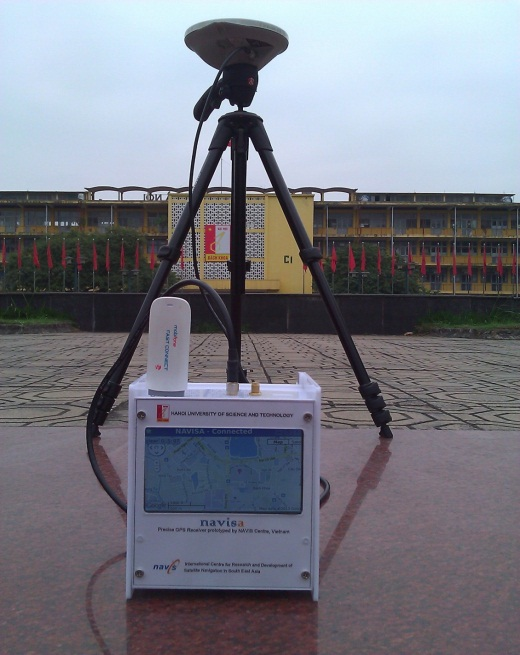 C1
mobifone
FAST CONNECT
HANOI UNIVERSITY OF SCIENCE AND TECHNOLOGY
NAVISA - Connected
navisa
Precise GPS Receiver prototyped by NAVIS Centre, Vietnam
navis
International Centre for Research and Development of
Satellite Navigation in South East Asia